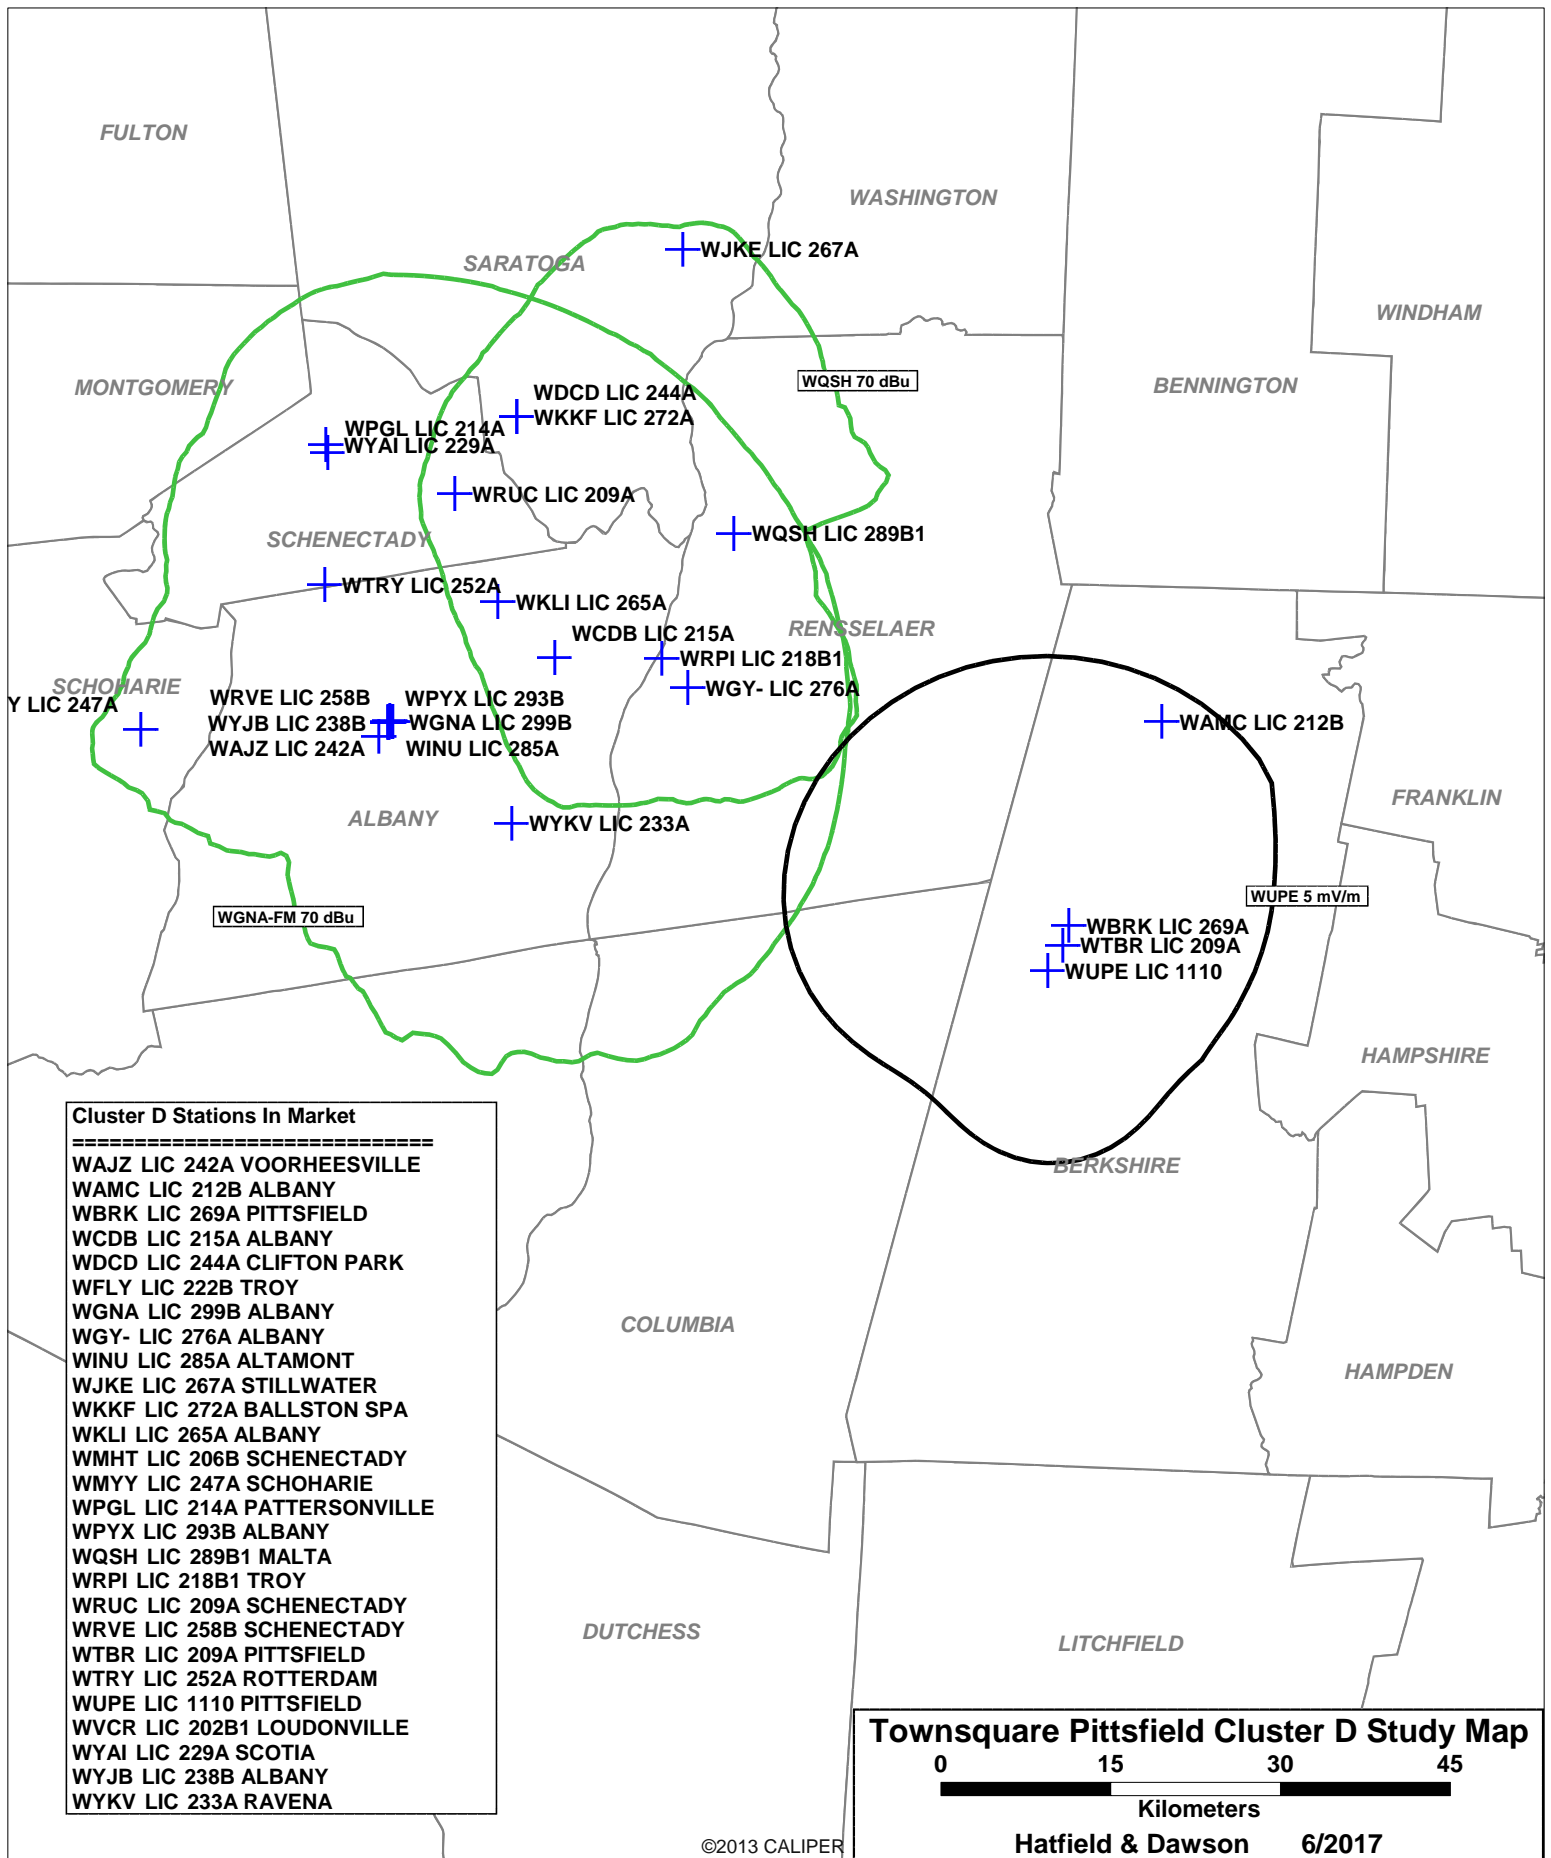 FULTON
WASHINGTON
WJKE LIC 267A
SARATOGA
WINDHAM
WQSH 70 dBu
MONTGOMERY
BENNINGTON
WDCD LIC 244A
WKKF LIC 272A
WPGL LIC 214A
WYAI LIC 229A
WRUC LIC 209A
SCHENECTADY
WQSH LIC 289B1
WTRY LIC 252A
WKLI LIC 265A
WCDB LIC 215A
RENSSELAER
WRPI LIC 218B1
WGY- LIC 276A
SCHOHARIE
Y LIC 247A
WRVE LIC 258B
WPYX LIC 293B
WYJB LIC 238B
WGNA LIC 299B
WAJZ LIC 242A
WINU LIC 285A
WAMC LIC 212B
FRANKLIN
ALBANY
WYKV LIC 233A
WUPE 5 mV/m
WGNA-FM 70 dBu
WBRK LIC 269A
WTBR LIC 209A
WUPE LIC 1110
HAMPSHIRE
BERKSHIRE
COLUMBIA
HAMPDEN
DUTCHESS
LITCHFIELD
Cluster D Stations In Market
=============================
WAJZ LIC 242A VOORHEESVILLE
WAMC LIC 212B ALBANY
WBRK LIC 269A PITTSFIELD
WCDB LIC 215A ALBANY
WDCD LIC 244A CLIFTON PARK
WFLY LIC 222B TROY
WGNA LIC 299B ALBANY
WGY- LIC 276A ALBANY
WINU LIC 285A ALTAMONT
WJKE LIC 267A STILLWATER
WKKF LIC 272A BALLSTON SPA
WKLI LIC 265A ALBANY
WMHT LIC 206B SCHENECTADY
WMYY LIC 247A SCHOHARIE
WPGL LIC 214A PATTERSONVILLE
WPYX LIC 293B ALBANY
WQSH LIC 289B1 MALTA
WRPI LIC 218B1 TROY
WRUC LIC 209A SCHENECTADY
WRVE LIC 258B SCHENECTADY
WTBR LIC 209A PITTSFIELD
WTRY LIC 252A ROTTERDAM
WUPE LIC 1110 PITTSFIELD
WVCR LIC 202B1 LOUDONVILLE
WYAI LIC 229A SCOTIA
WYJB LIC 238B ALBANY
WYKV LIC 233A RAVENA
Townsquare Pittsfield Cluster D Study Map
0 15 30 45
Kilometers
Hatfield & Dawson 6/2017
©2013 CALIPER